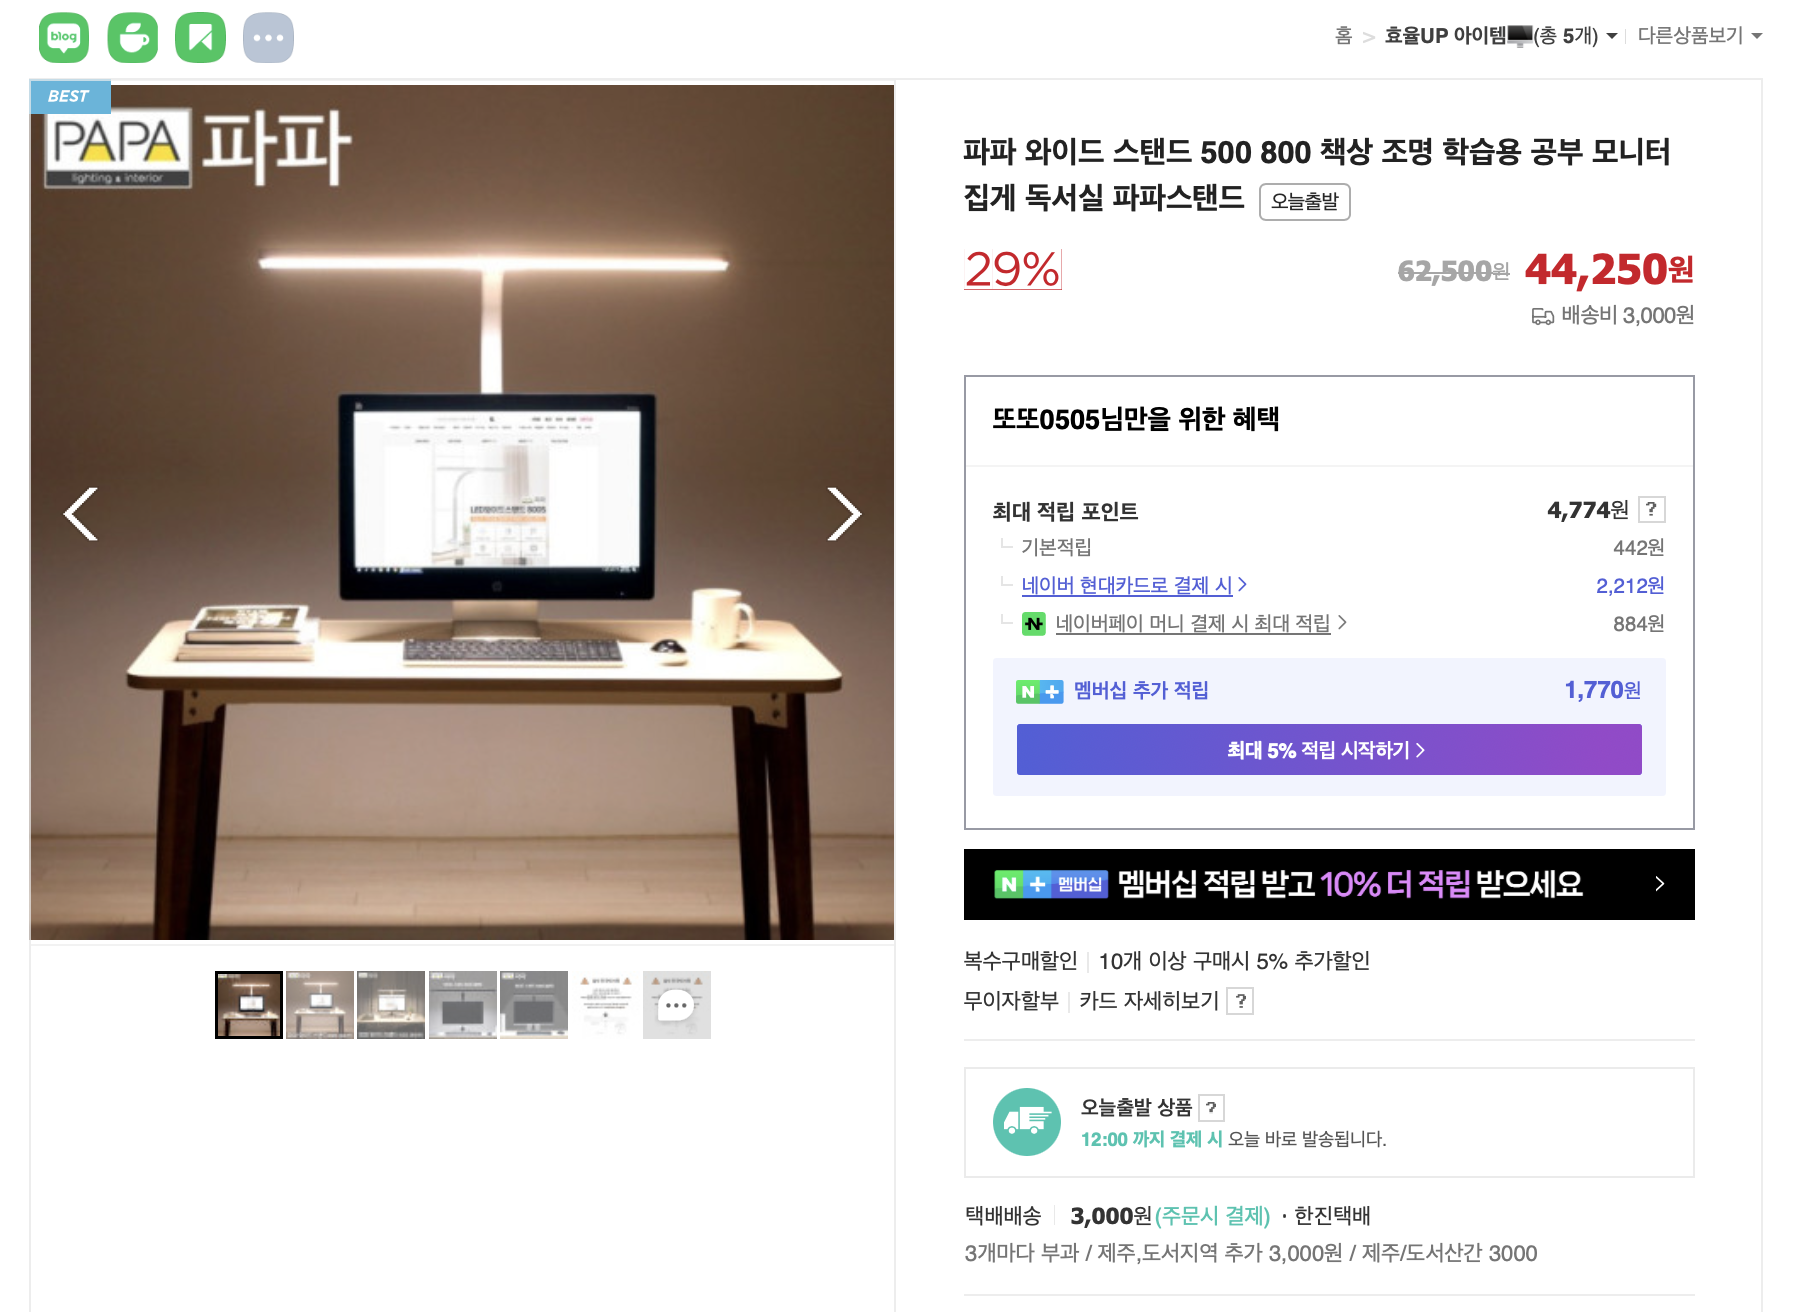 blog
홈 > 효율UP 아이템(총 5개) 다른상품보기
BEST
PAPA 파파
lighting & interior
LED와이드스탠드 800S
파파 와이드 스탠드 500 800 책상 조명 학습용 공부 모니터
집게 독서실 파파스탠드 오늘출발
29% 62,500원 44,250원
배송비 3,000원
또또0505님만을 위한 혜택
최대 적립 포인트 4,774원 ?
기본적립 442원
네이버 현대카드로 결제 시 > 2,212원
N 네이버페이 머니 결제 시 최대 적립 > 884원
N + 멤버십 추가 적립 1,770원
최대 5% 적립 시작하기 >
N + 멤버십 멤버십 적립 받고 10% 더 적립 받으세요 >
복수구매할인 10개 이상 구매시 5% 추가할인
무이자할부 카드 자세히보기 ?
오늘출발 상품 ?
12:00 까지 결제 시 오늘 바로 발송됩니다.
택배배송 3,000원(주문시 결제) · 한진택배
3개마다 부과 / 제주,도서지역 추가 3,000원 / 제주/도서산간 3000